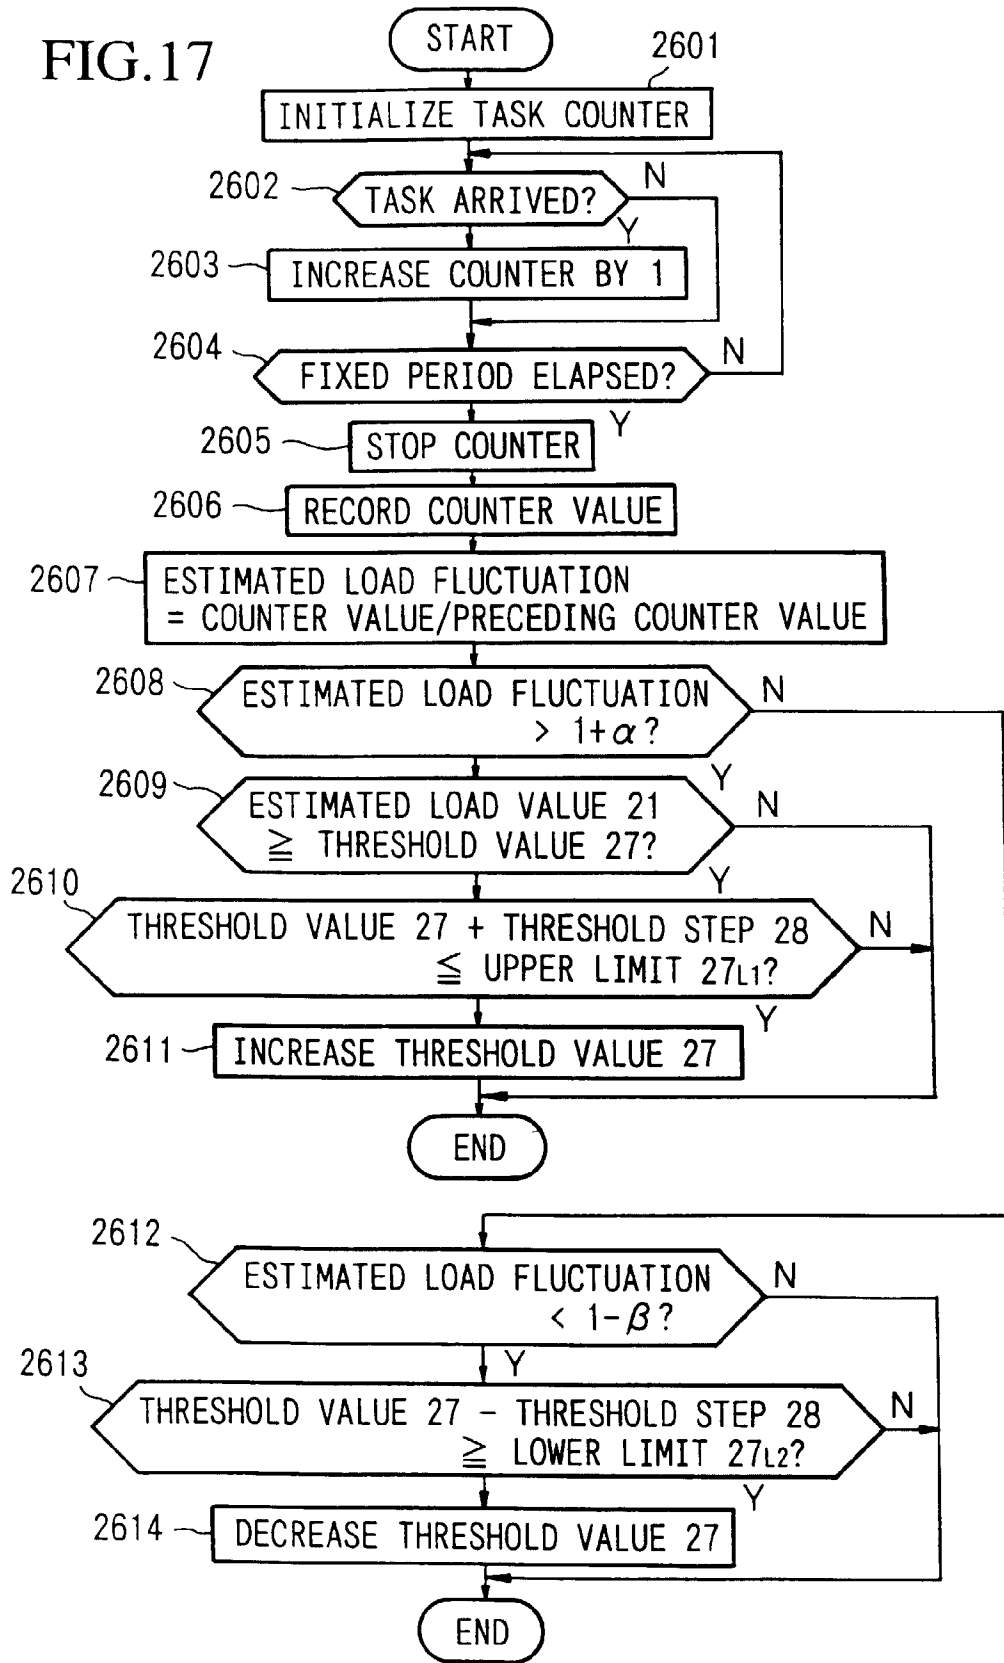 FIG.17
START
2601
INITIALIZE TASK COUNTER
2602
TASK ARRIVED?
N
Y
2603
INCREASE COUNTER BY 1
2604
FIXED PERIOD ELAPSED?
N
Y
2605
STOP COUNTER
2606
RECORD COUNTER VALUE
2607
ESTIMATED LOAD FLUCTUATION
= COUNTER VALUE/PRECEDING COUNTER VALUE
2608
ESTIMATED LOAD FLUCTUATION
> 1+α?
N
Y
2609
ESTIMATED LOAD VALUE 21
≧ THRESHOLD VALUE 27?
N
Y
2610
THRESHOLD VALUE 27 + THRESHOLD STEP 28
≦ UPPER LIMIT 27L1?
N
Y
2611
INCREASE THRESHOLD VALUE 27
END
2612
ESTIMATED LOAD FLUCTUATION
< 1-β?
N
Y
2613
THRESHOLD VALUE 27 - THRESHOLD STEP 28
≧ LOWER LIMIT 27L2?
N
Y
2614
DECREASE THRESHOLD VALUE 27
END